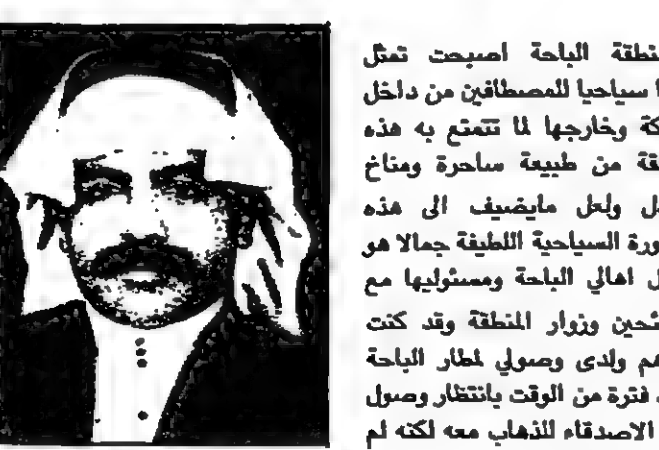 نطقة الباحة اصبحت تمثل
ا سياحيا للمصطافين من داخل
كة وخارجها لما تتمتع به هذه
قة من طبيعة ساحرة ومناخ
ل ولعل مايضيف الى هذه
ورة السياحية اللطيفة جمالا هو
ل اهالي الباحة ومسئوليها مع
ئحين وزوار المنطقة وقد كنت
هم ولدى وصولي لمطار الباحة
، فترة من الوقت بانتظار وصول
الاصدقاء للذهاب معه لكنه لم